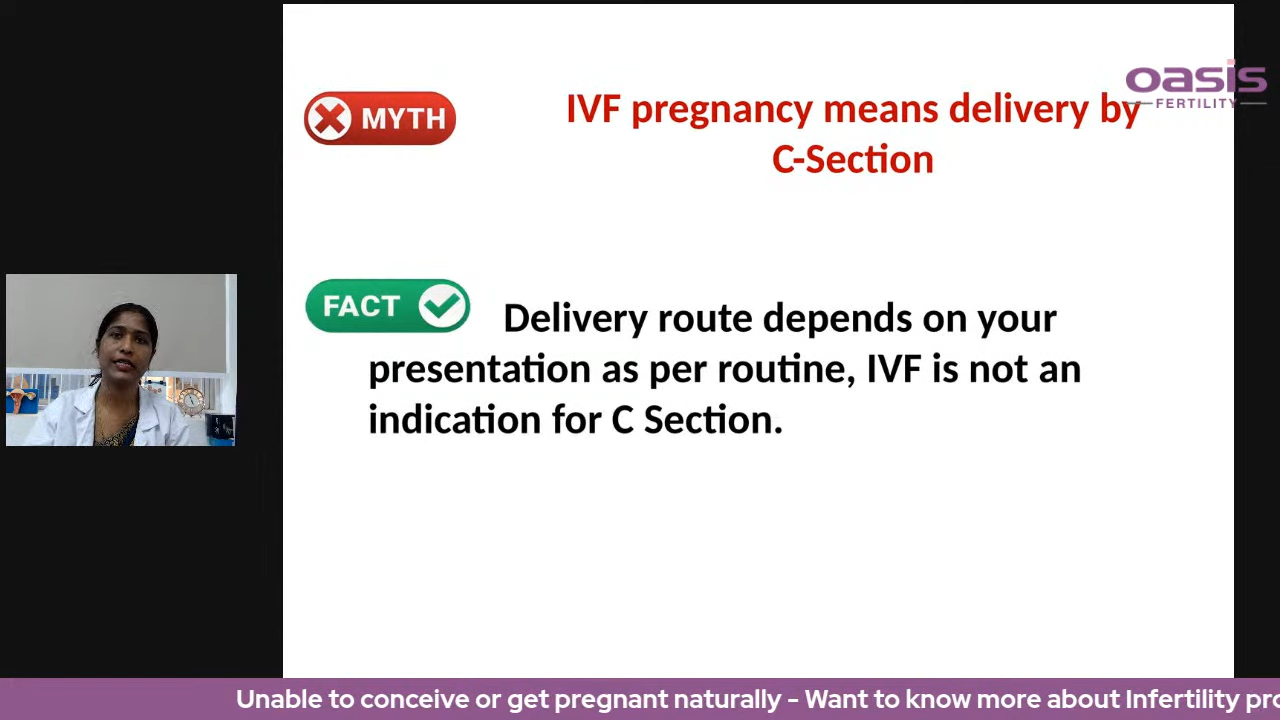 oasis
FERTILITY
MYTH
IVF pregnancy means delivery by
C-Section
FACT
Delivery route depends on your
presentation as per routine, IVF is not an
indication for C Section.
Unable to conceive or get pregnant naturally - Want to know more about Infertility